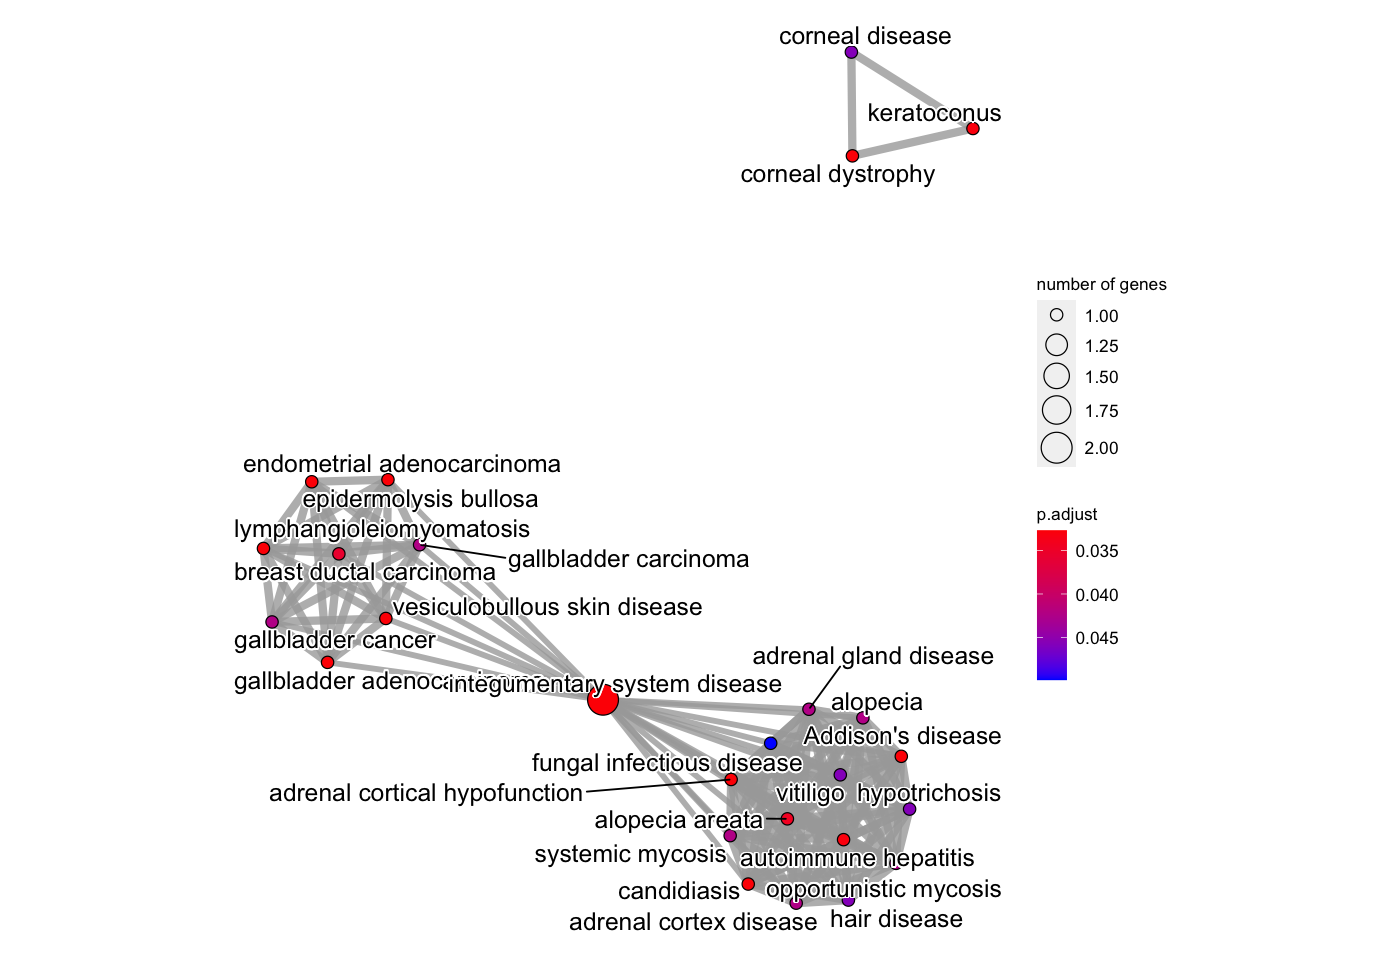 corneal disease
keratoconus
corneal dystrophy
number of genes
1.00
1.25
1.50
1.75
2.00
endometrial adenocarcinoma
epidermolysis bullosa
lymphangioleiomyomatosis
gallbladder carcinoma
breast ductal carcinoma
vesiculobullous skin disease
gallbladder cancer
gallbladder adenocarcinoma
integumentary system disease
p.adjust
0.035
0.040
0.045
adrenal gland disease
alopecia
Addison's disease
fungal infectious disease
adrenal cortical hypofunction
vitiligo
hypotrichosis
alopecia areata
systemic mycosis
autoimmune hepatitis
candidiasis
opportunistic mycosis
adrenal cortex disease
hair disease